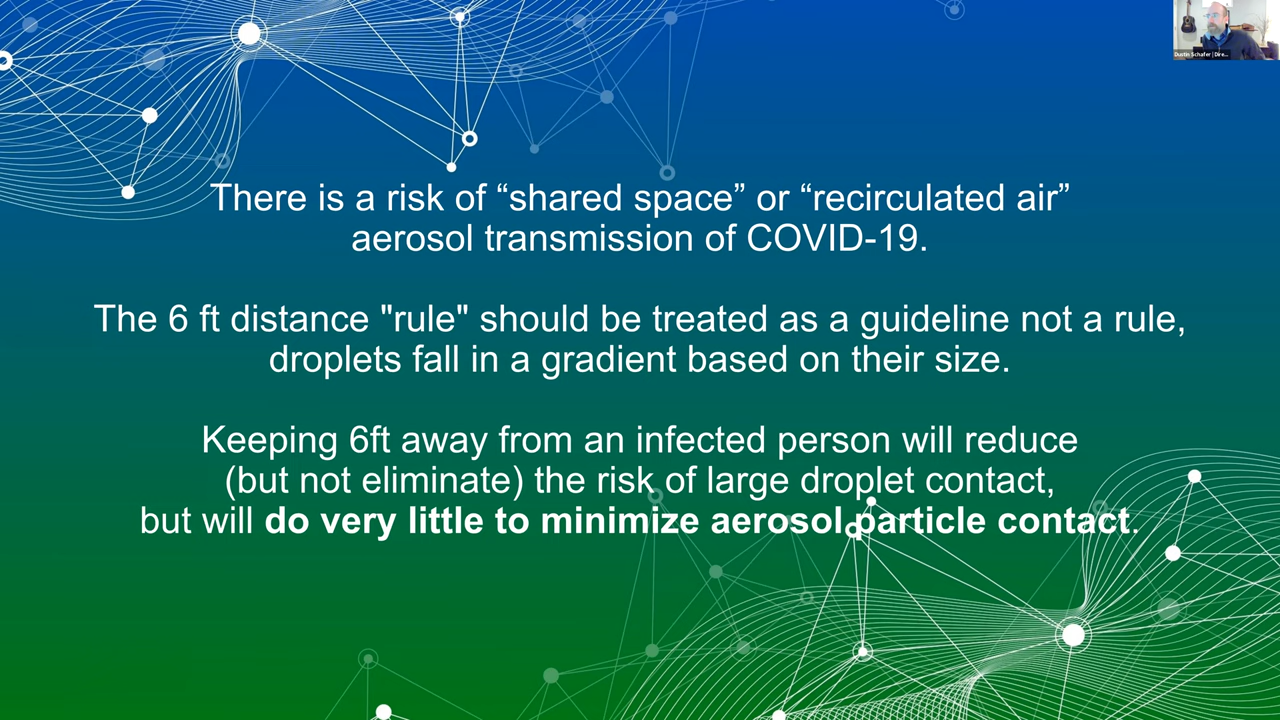 Dustin Schafer | Dire...
There is a risk of “shared space” or “recirculated air”
aerosol transmission of COVID-19.
The 6 ft distance "rule" should be treated as a guideline not a rule,
droplets fall in a gradient based on their size.
Keeping 6ft away from an infected person will reduce
(but not eliminate) the risk of large droplet contact,
but will do very little to minimize aerosol particle contact.